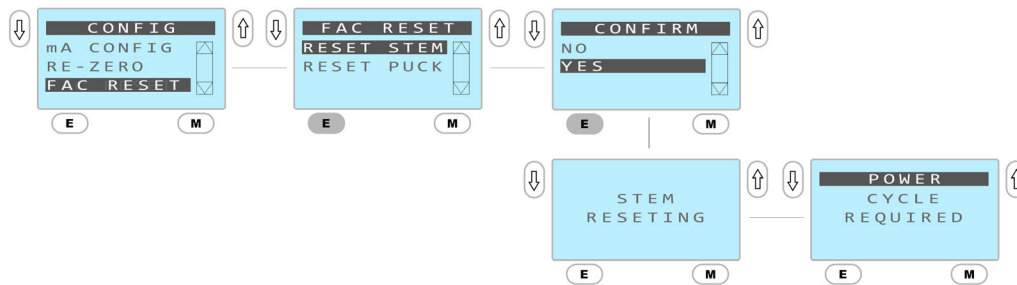 CONFIG
mA CONFIG
RE-ZERO
FAC RESET
E M
FAC RESET
RESET STEM
RESET PUCK
E M
CONFIRM
NO
YES
E M
STEM
RESETING
E M
POWER
CYCLE
REQUIRED
E M